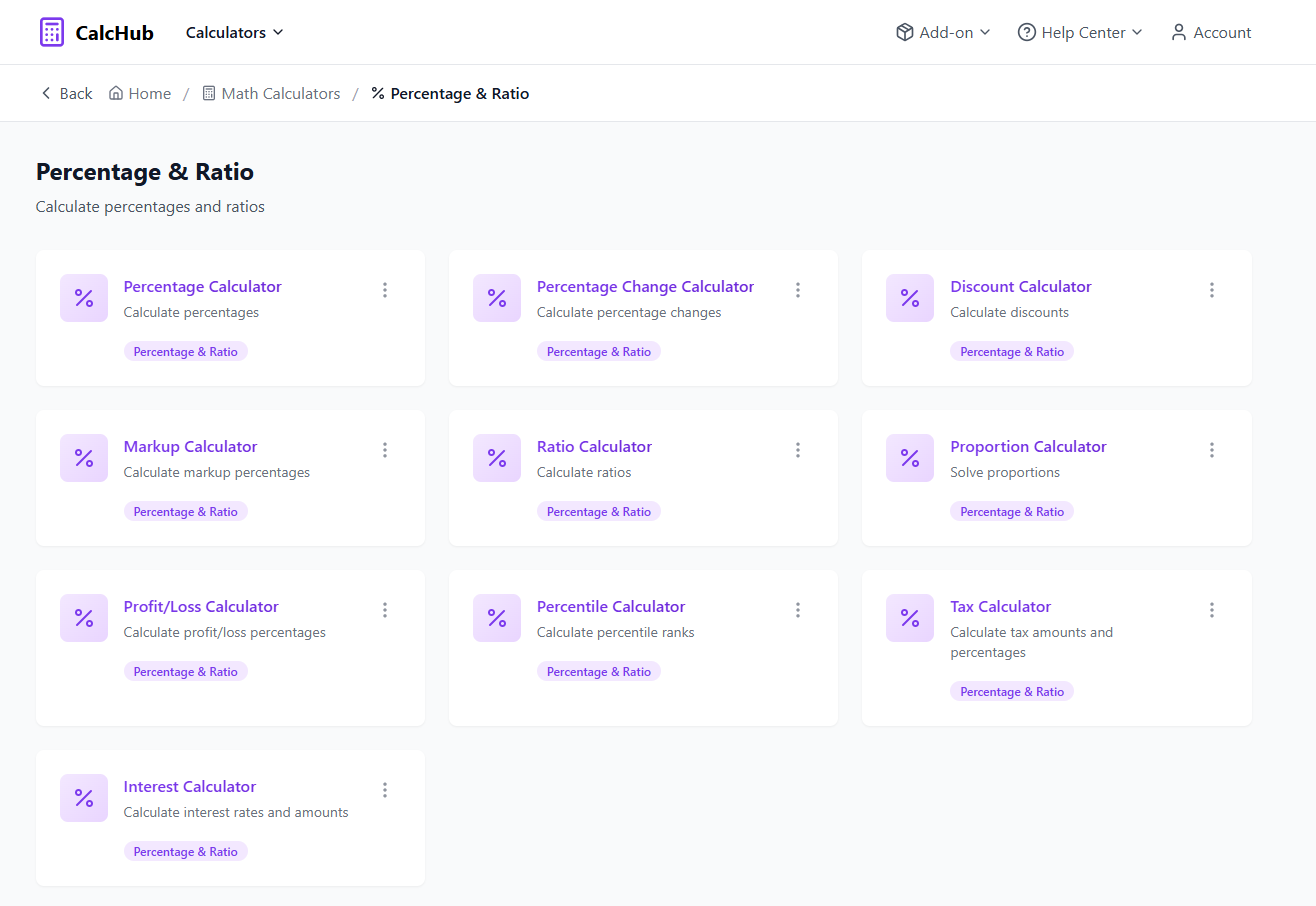 CalcHub Calculators Add-on Help Center Account
Back Home / Math Calculators / Percentage & Ratio
Percentage & Ratio
Calculate percentages and ratios
Percentage Calculator
Calculate percentages
Percentage & Ratio
Percentage Change Calculator
Calculate percentage changes
Percentage & Ratio
Discount Calculator
Calculate discounts
Percentage & Ratio
Markup Calculator
Calculate markup percentages
Percentage & Ratio
Ratio Calculator
Calculate ratios
Percentage & Ratio
Proportion Calculator
Solve proportions
Percentage & Ratio
Profit/Loss Calculator
Calculate profit/loss percentages
Percentage & Ratio
Percentile Calculator
Calculate percentile ranks
Percentage & Ratio
Tax Calculator
Calculate tax amounts and
percentages
Percentage & Ratio
Interest Calculator
Calculate interest rates and amounts
Percentage & Ratio